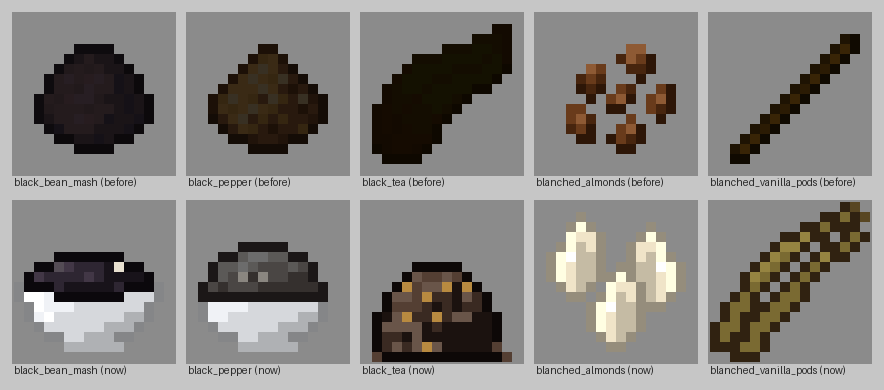 black_bean_mash (before)
black_pepper (before)
black_tea (before)
blanched_almonds (before)
blanched_vanilla_pods (before)
black_bean_mash (now)
black_pepper (now)
black_tea (now)
blanched_almonds (now)
blanched_vanilla_pods (now)